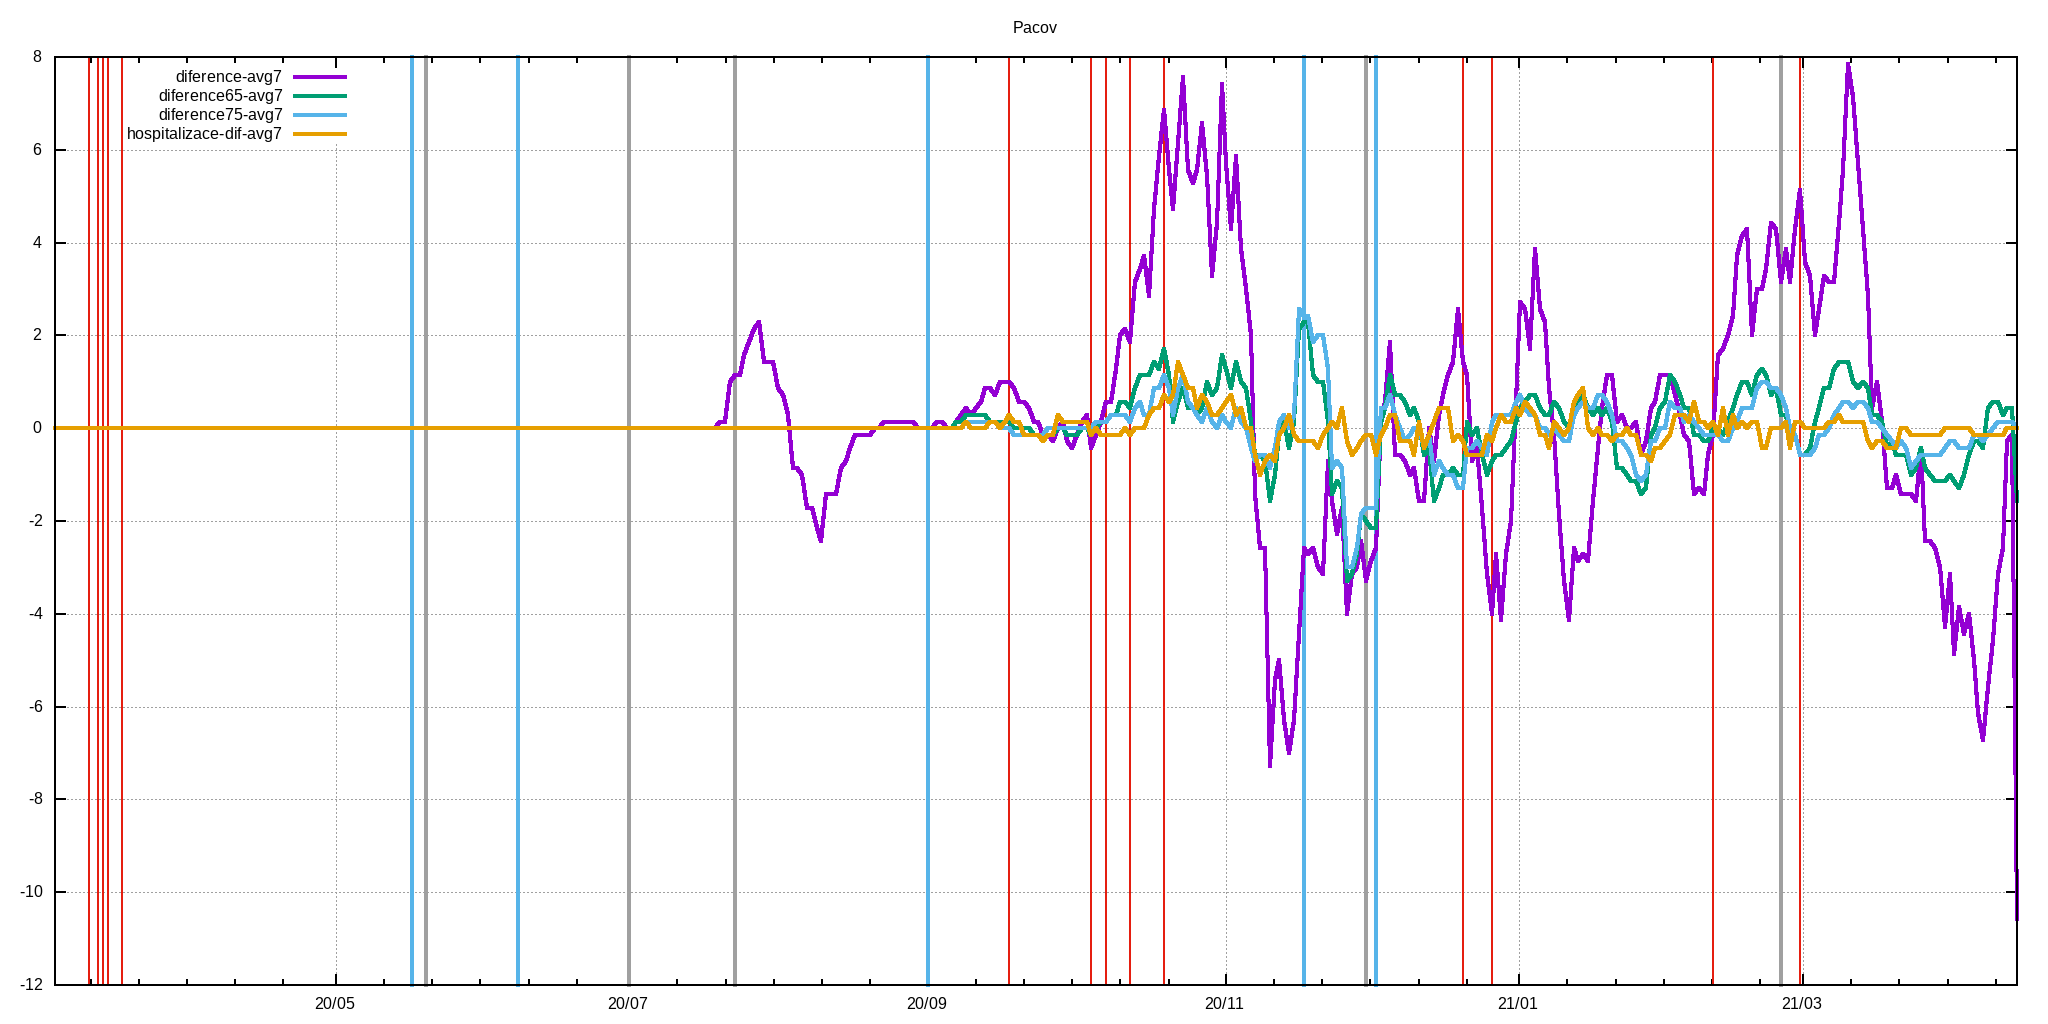 Pacov
8
diference-avg7
diference65-avg7
diference75-avg7
hospitalizace-dif-avg7
6
4
2
0
-2
-4
-6
-8
-10
-12
20/05 20/07 20/09 20/11 21/01 21/03